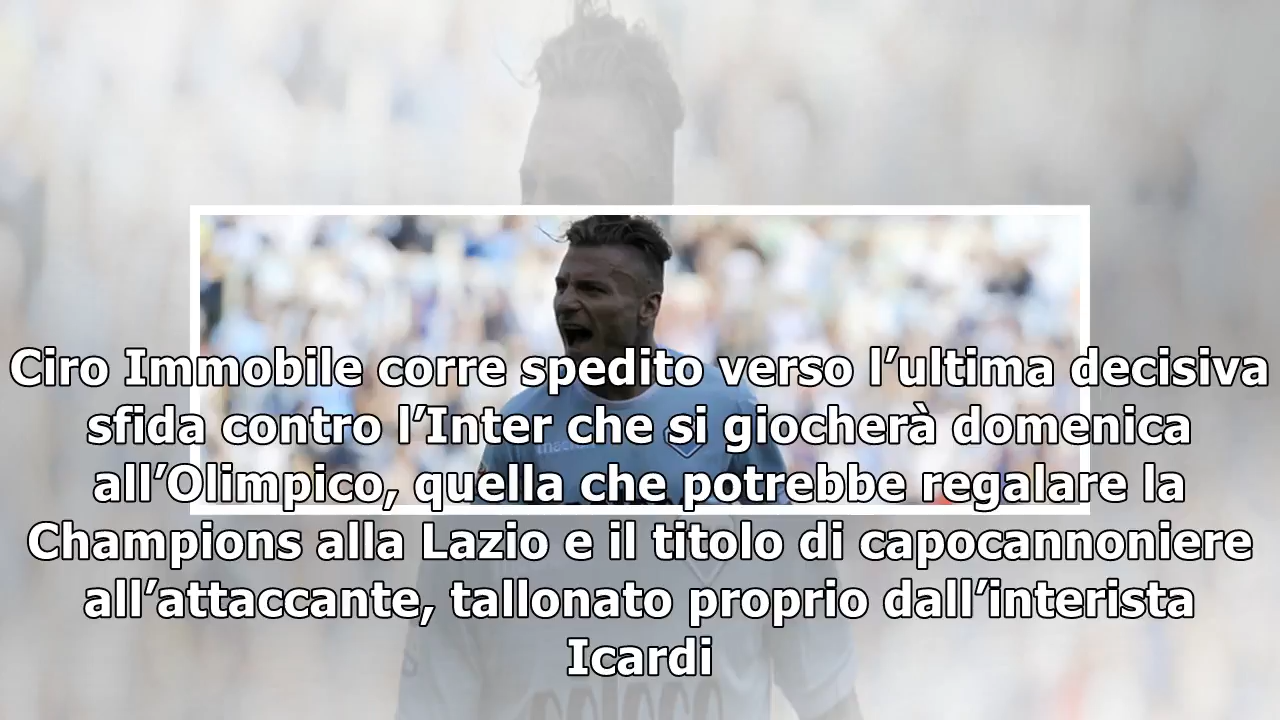 Ciro Immobile corre spedito verso l’ultima decisiva
sfida contro l’Inter che si giocherà domenica
all’Olimpico, quella che potrebbe regalare la
Champions alla Lazio e il titolo di capocannoniere
all’attaccante, tallonato proprio dall’interista
Icardi